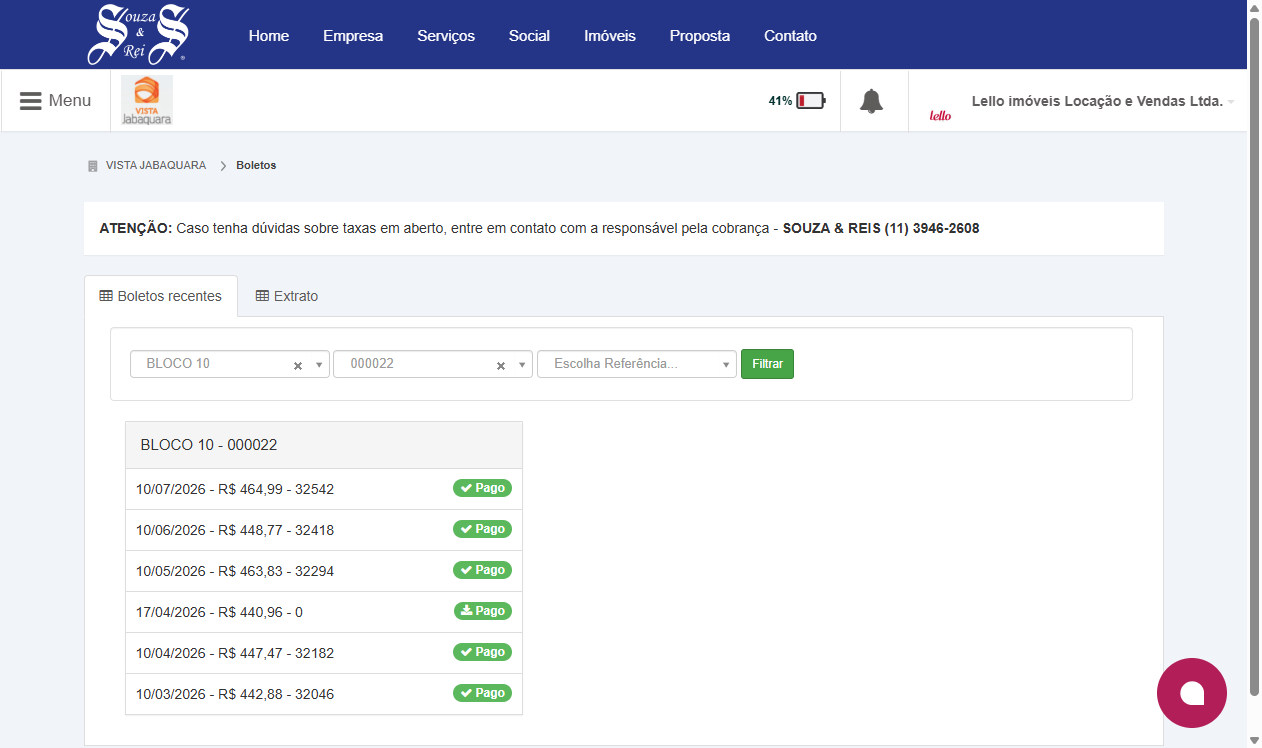 Souza
&
Reis
Home Empresa Serviços Social Imóveis Proposta Contato
Menu
VISTA
Jabaquara
41%
lello
Lello imóveis Locação e Vendas Ltda.
VISTA JABAQUARA > Boletos
ATENÇÃO: Caso tenha dúvidas sobre taxas em aberto, entre em contato com a responsável pela cobrança - SOUZA & REIS (11) 3946-2608
Boletos recentes Extrato
BLOCO 10 × 000022 × Escolha Referência... Filtrar
BLOCO 10 - 000022
10/07/2026 - R$ 464,99 - 32542 Pago
10/06/2026 - R$ 448,77 - 32418 Pago
10/05/2026 - R$ 463,83 - 32294 Pago
17/04/2026 - R$ 440,96 - 0 Pago
10/04/2026 - R$ 447,47 - 32182 Pago
10/03/2026 - R$ 442,88 - 32046 Pago